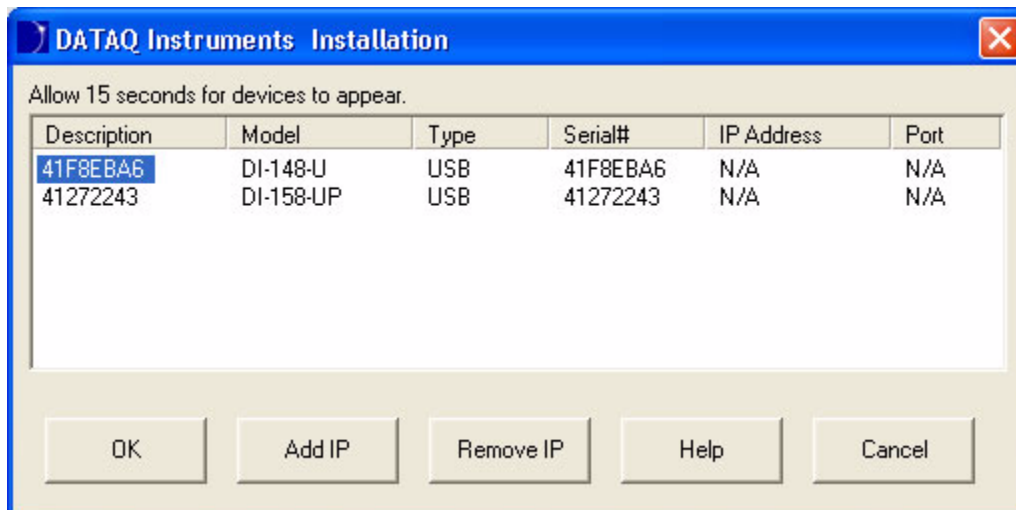 DATAQ Instruments Installation
Allow 15 seconds for devices to appear.
Description Model Type Serial# IP Address Port
41F8EBA6 DI-148-U USB 41F8EBA6 N/A N/A
41272243 DI-158-UP USB 41272243 N/A N/A
OK Add IP Remove IP Help Cancel